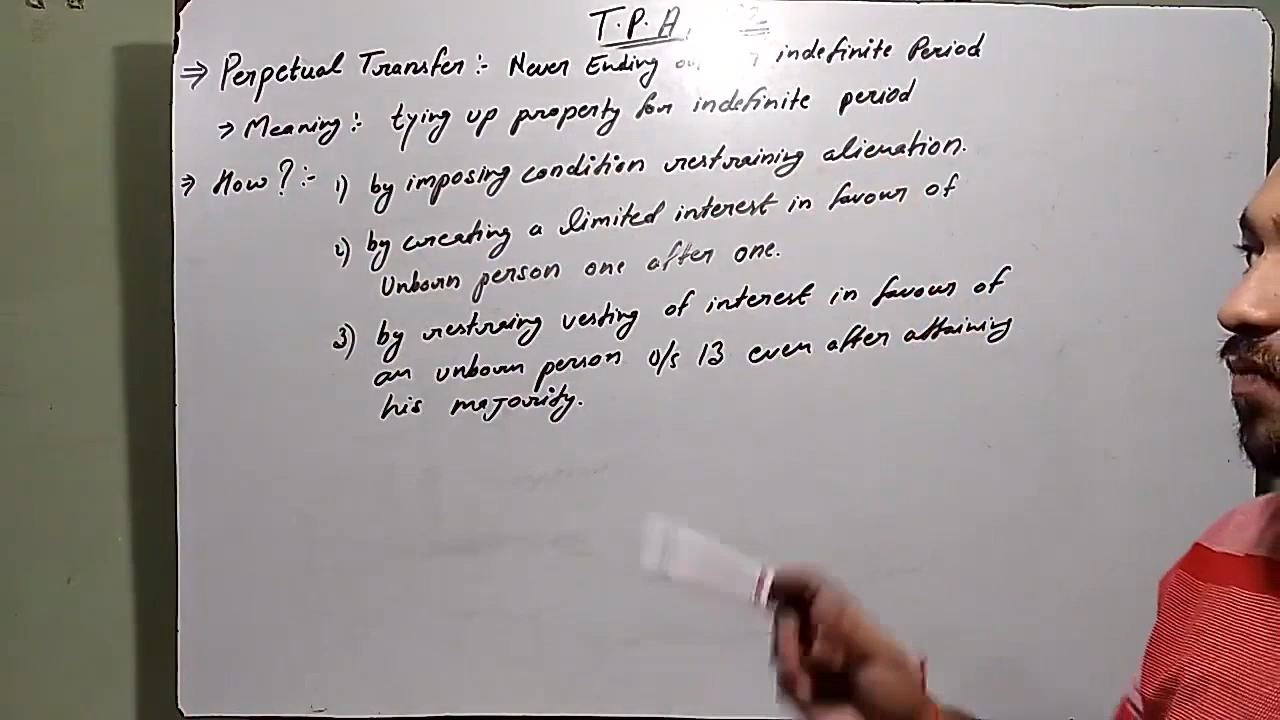 T.P.A.
⇒ Perpetual Transfer:- Never Ending indefinite Period
→ Meaning:- tying up property for indefinite period
⇒ How?:- 1) by imposing condition restraining alienation.
2) by creating a limited interest in favour of
Unborn person one after one.
3) by restraing vesting of interest in favour of
an unborn person u/s 13 even after attaining
his majority.